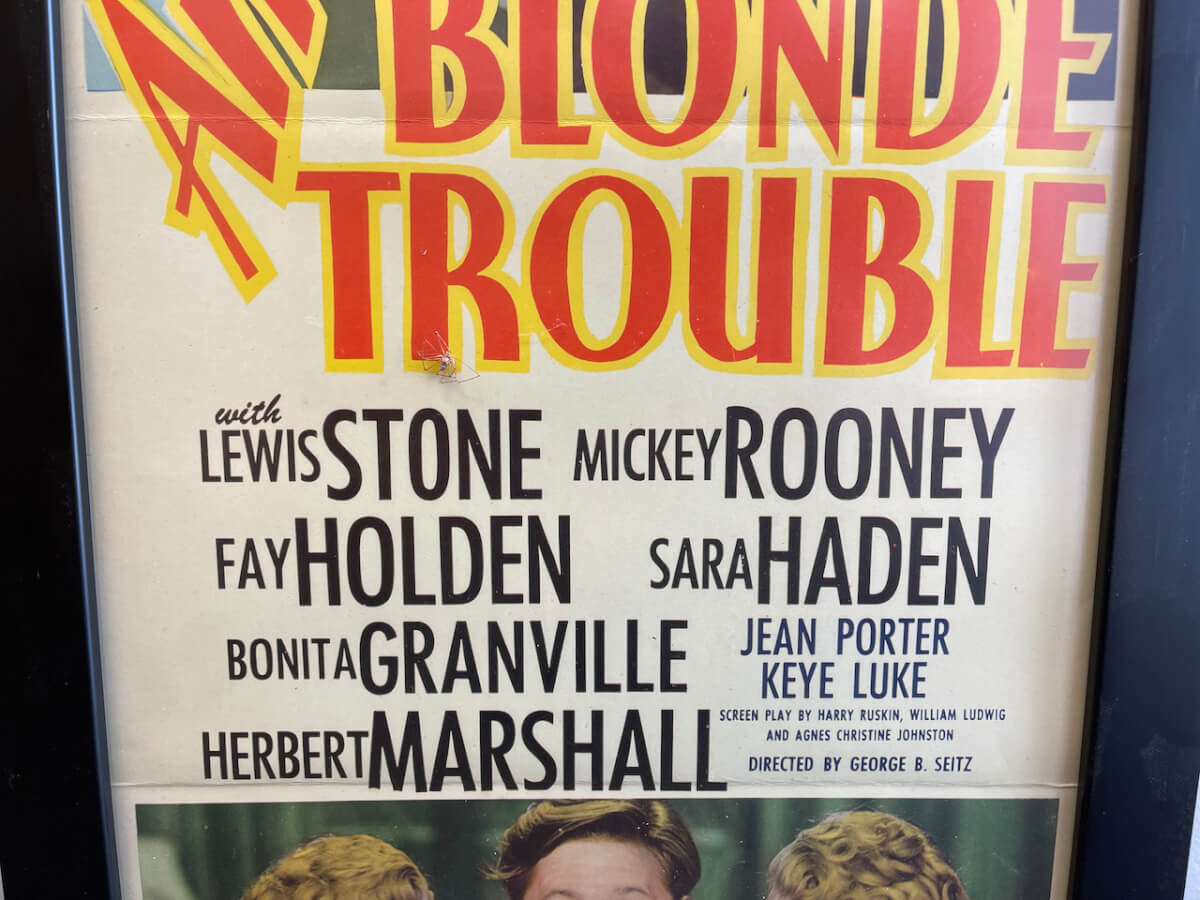 BLONDE
TROUBLE
with
LEWIS STONE MICKEY ROONEY
FAY HOLDEN SARA HADEN
BONITA GRANVILLE JEAN PORTER
KEYE LUKE
HERBERT MARSHALL
SCREEN PLAY BY HARRY RUSKIN, WILLIAM LUDWIG
AND AGNES CHRISTINE JOHNSTON
DIRECTED BY GEORGE B. SEITZ